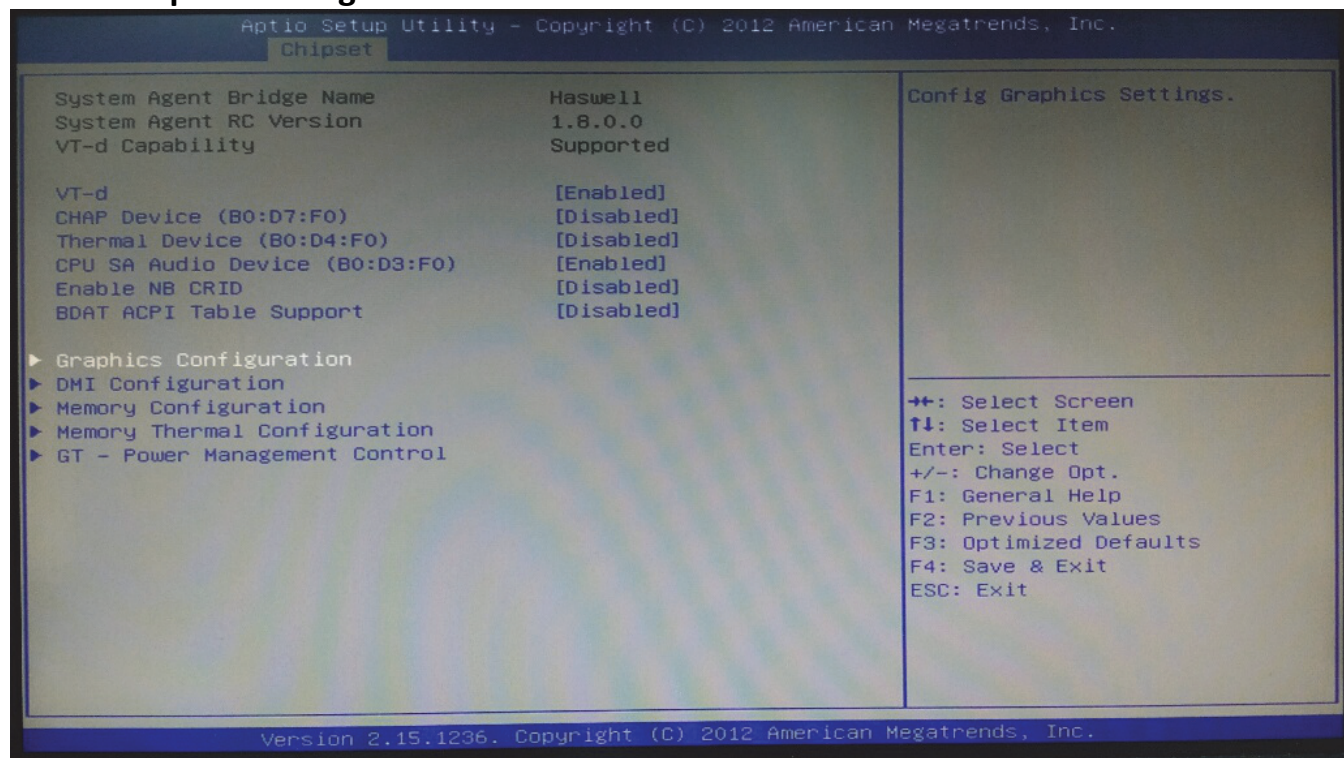 Aptio Setup Utility – Copyright (C) 2012 American Megatrends, Inc.
Chipset
System Agent Bridge Name Haswell
System Agent RC Version 1.8.0.0
VT-d Capability Supported
VT-d [Enabled]
CHAP Device (B0:D7:F0) [Disabled]
Thermal Device (B0:D4:F0) [Disabled]
CPU SA Audio Device (B0:D3:F0) [Enabled]
Enable NB CRID [Disabled]
BDAT ACPI Table Support [Disabled]
► Graphics Configuration
► DMI Configuration
► Memory Configuration
► Memory Thermal Configuration
► GT – Power Management Control
Config Graphics Settings.
→←: Select Screen
↑↓: Select Item
Enter: Select
+/-: Change Opt.
F1: General Help
F2: Previous Values
F3: Optimized Defaults
F4: Save & Exit
ESC: Exit
Version 2.15.1236. Copyright (C) 2012 American Megatrends, Inc.